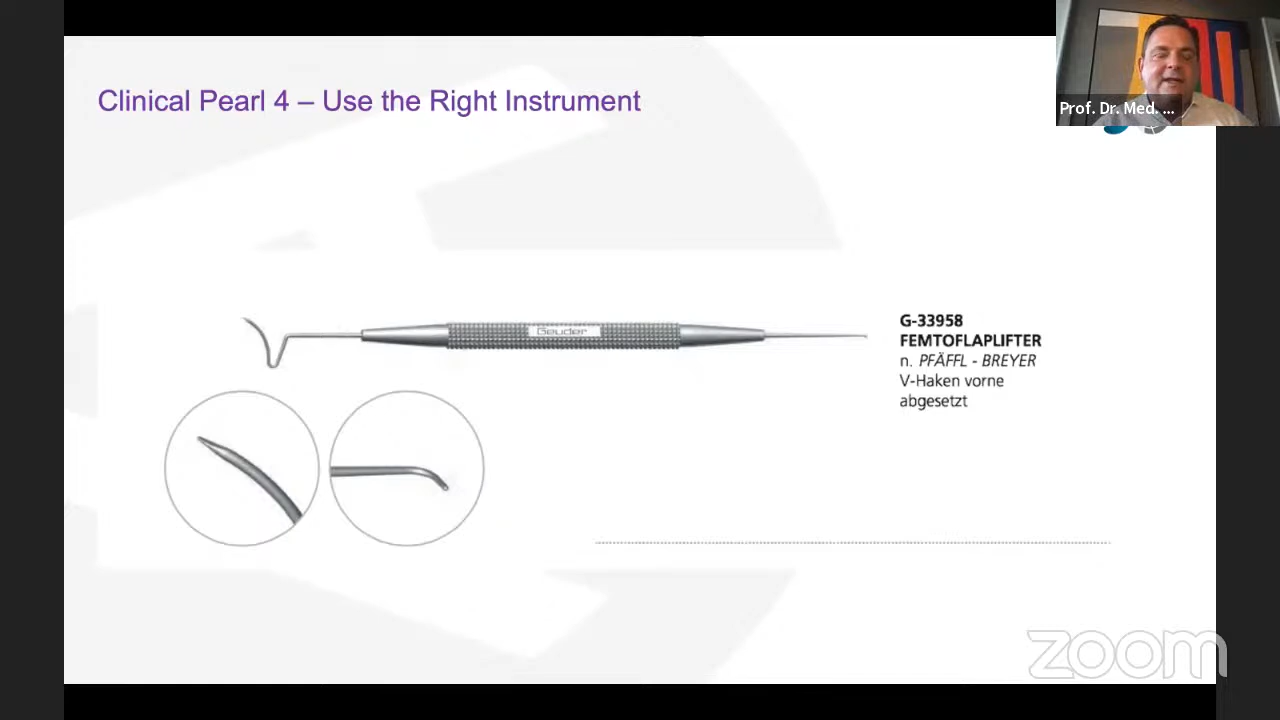 Clinical Pearl 4 – Use the Right Instrument
Prof. Dr. Med. ...
Geuder
G-33958
FEMTOFLAPLIFTER
n. PFÄFFL - BREYER
V-Haken vorne
abgesetzt
zoom